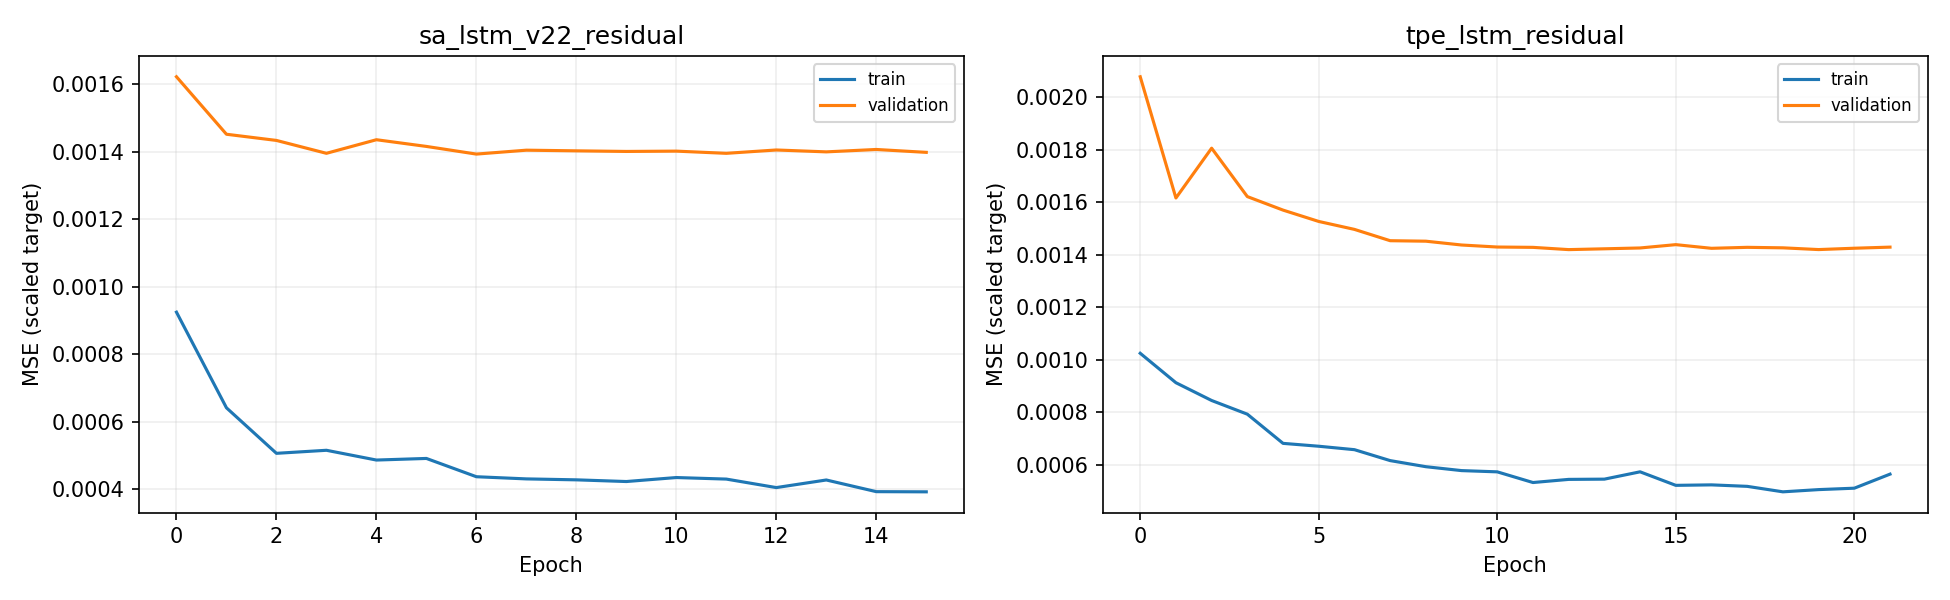 sa_lstm_v22_residual
train
validation
MSE (scaled target)
0.0016
0.0014
0.0012
0.0010
0.0008
0.0006
0.0004
0 2 4 6 8 10 12 14
Epoch
tpe_lstm_residual
train
validation
MSE (scaled target)
0.0020
0.0018
0.0016
0.0014
0.0012
0.0010
0.0008
0.0006
0 5 10 15 20
Epoch